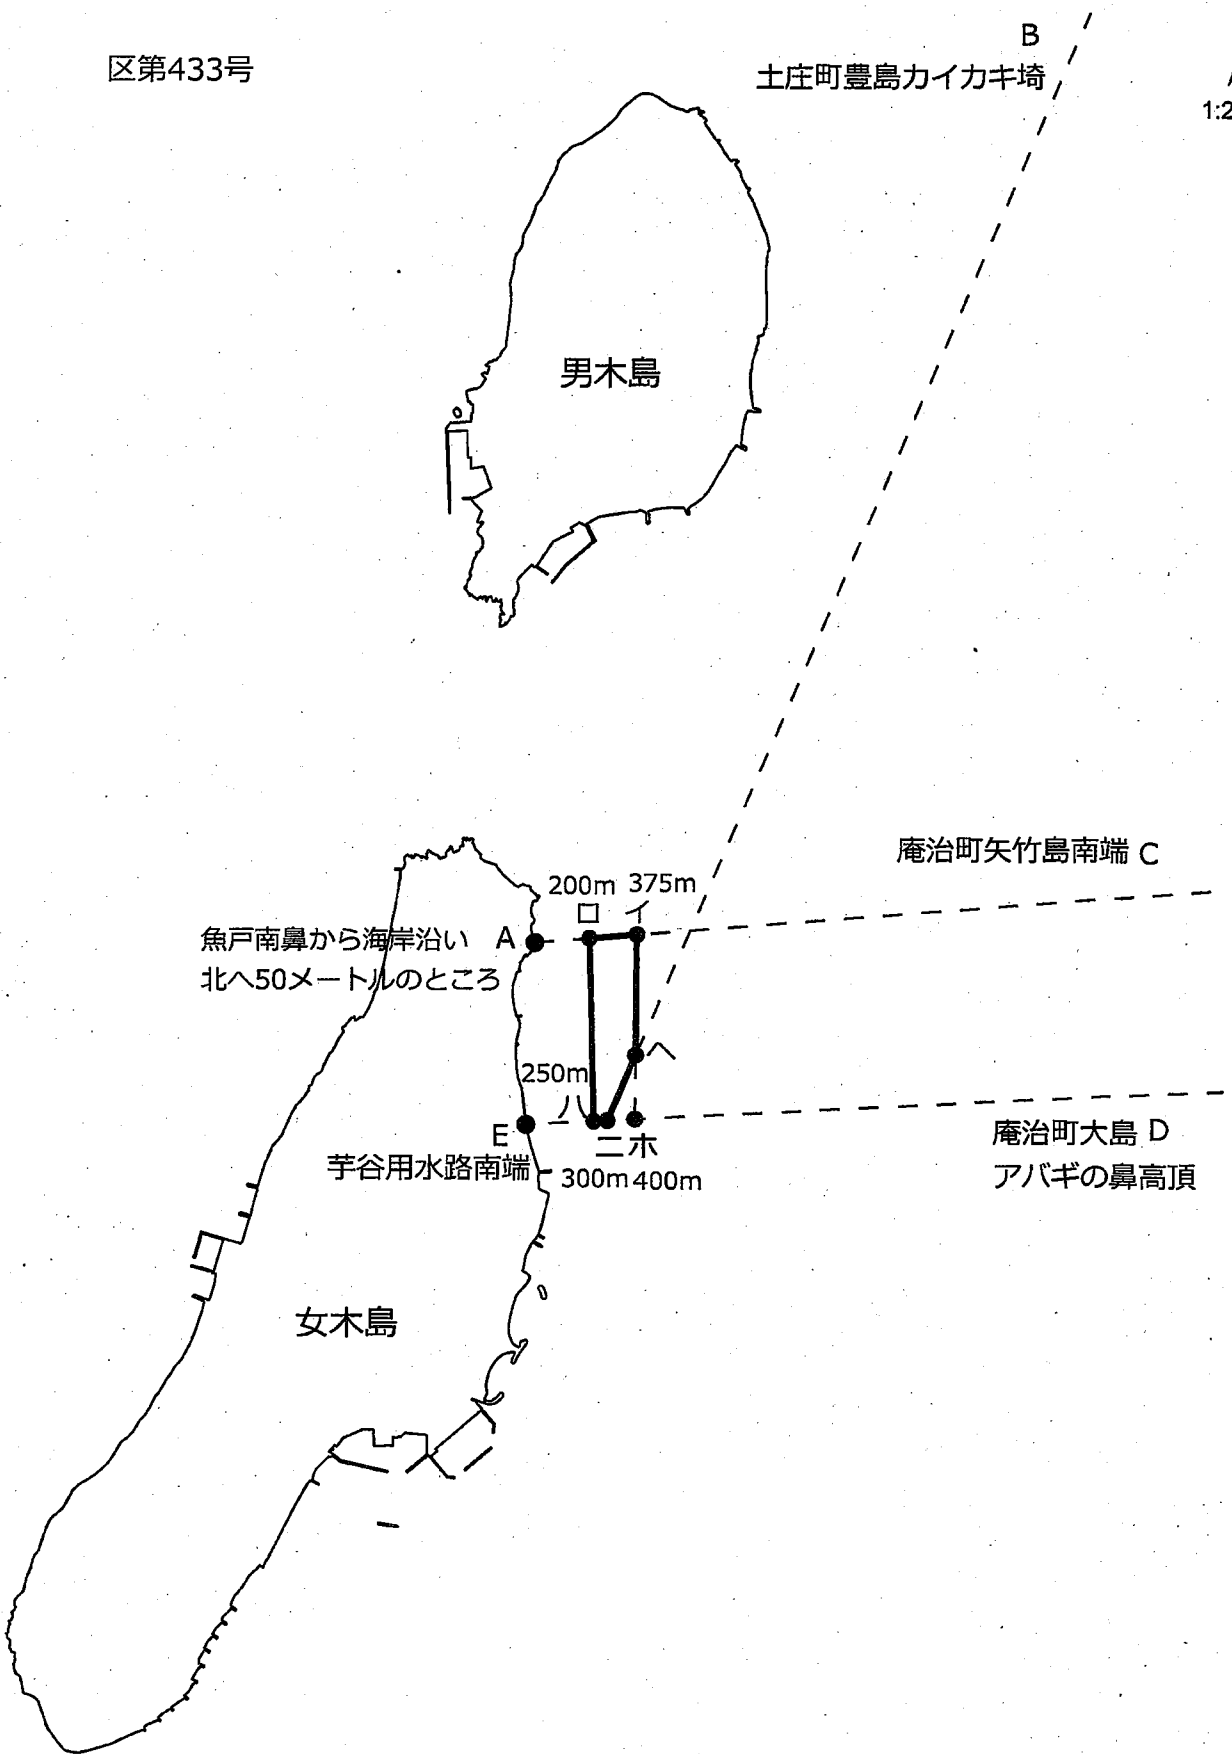 区第433号
B
土庄町豊島カイカキ埼
1:2
男木島
庵治町矢竹島南端 C
200m 375m
ロ イ
魚戸南鼻から海岸沿い A
北へ50メートルのところ
ヘ
250m
ハ
E
ニ ホ
芋谷用水路南端
300m 400m
庵治町大島 D
アバギの鼻高頂
女木島